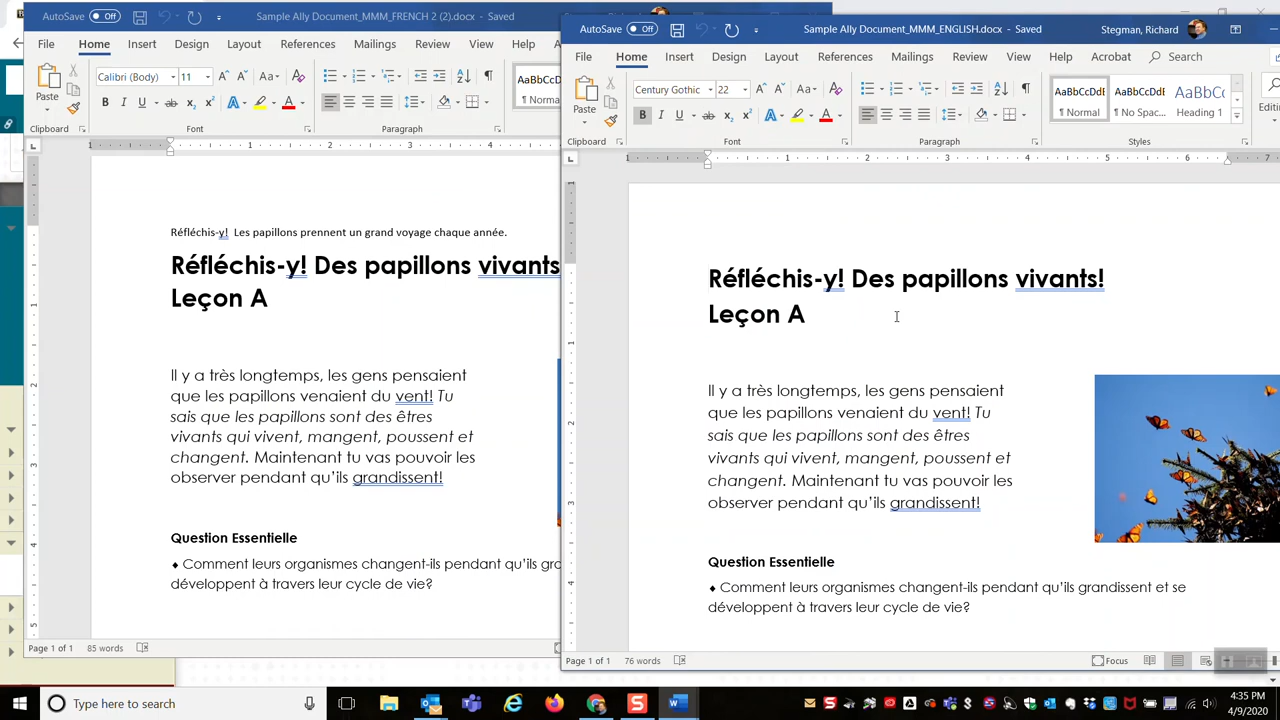 AutoSave Off Sample Ally Document_MMM_FRENCH 2 (2).docx - Saved
File Home Insert Design Layout References Mailings Review View Help
Calibri (Body) 11
Paste
Clipboard Font Paragraph
AaBbCcDd
¶ Normal
Réfléchis-y! Les papillons prennent un grand voyage chaque année.
Réfléchis-y! Des papillons vivants
Leçon A
Il y a très longtemps, les gens pensaient
que les papillons venaient du vent! Tu
sais que les papillons sont des êtres
vivants qui vivent, mangent, poussent et
changent. Maintenant tu vas pouvoir les
observer pendant qu’ils grandissent!
Question Essentielle
♦ Comment leurs organismes changent-ils pendant qu’ils
développent à travers leur cycle de vie?
Page 1 of 1 85 words
AutoSave Off Sample Ally Document_MMM_ENGLISH.docx - Saved Stegman, Richard
File Home Insert Design Layout References Mailings Review View Help Acrobat Search
Century Gothic 22
Paste
AaBbCcDdE AaBbCcDdE AaBbCc
¶ Normal ¶ No Spac... Heading 1
Editin
Clipboard Font Paragraph Styles
Réfléchis-y! Des papillons vivants!
Leçon A
Il y a très longtemps, les gens pensaient
que les papillons venaient du vent! Tu
sais que les papillons sont des êtres
vivants qui vivent, mangent, poussent et
changent. Maintenant tu vas pouvoir les
observer pendant qu’ils grandissent!
Question Essentielle
♦ Comment leurs organismes changent-ils pendant qu’ils grandissent et se
développent à travers leur cycle de vie?
Page 1 of 1 76 words Focus
Type here to search
4:35 PM
4/9/2020